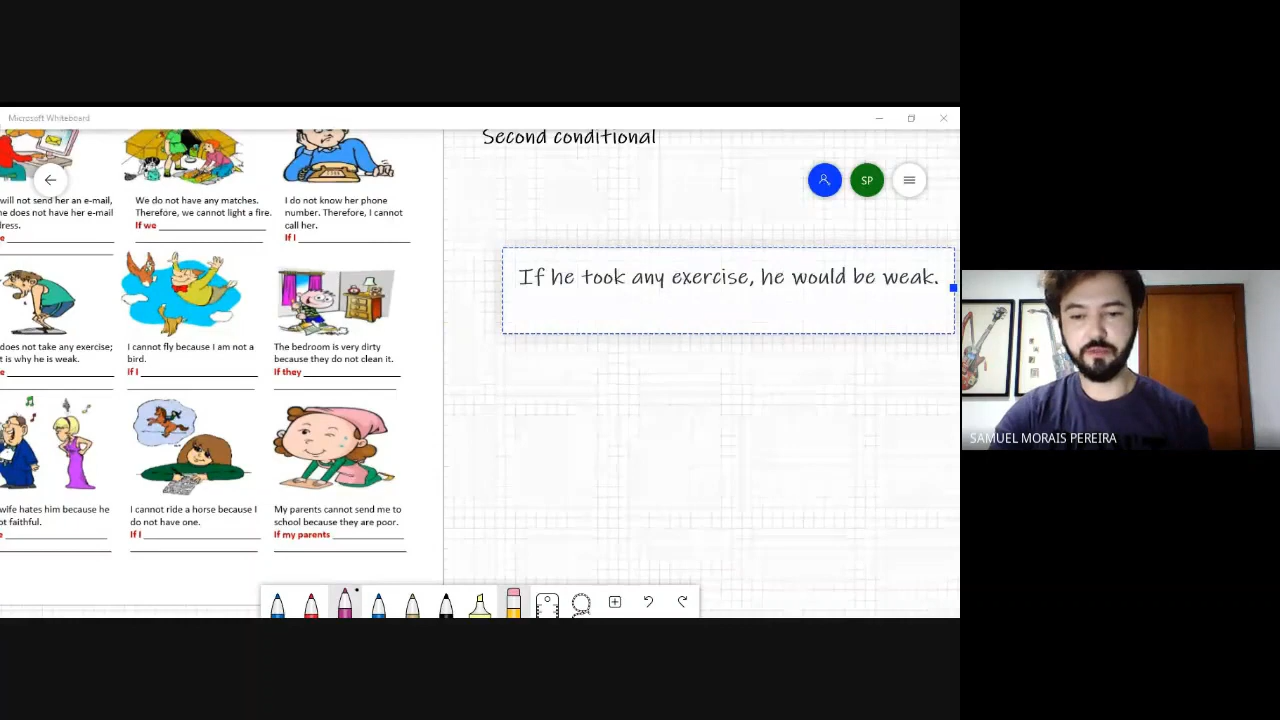 Microsoft Whiteboard
Second conditional
SP
will not send her an e-mail,
does not have her e-mail
We do not have any matches.
Therefore, we cannot light a fire.
If we
I do not know her phone
number. Therefore, I cannot
call her.
If I
If he took any exercise, he would be weak.
does not take any exercise;
is why he is weak.
I cannot fly because I am not a
bird.
If I
The bedroom is very dirty
because they do not clean it.
If they
wife hates him because he
faithful.
I cannot ride a horse because I
do not have one.
If I
My parents cannot send me to
school because they are poor.
If my parents
SAMUEL MORAIS PEREIRA